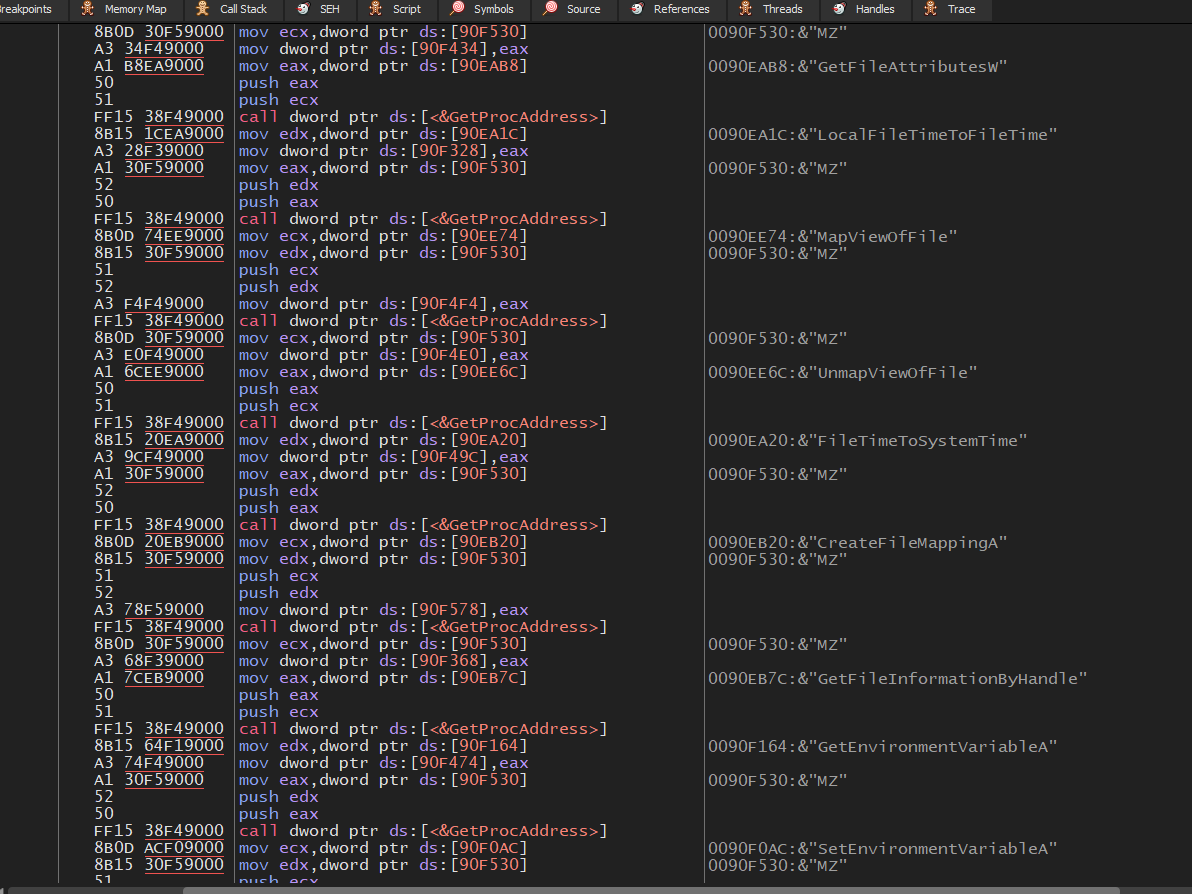 Breakpoints Memory Map Call Stack SEH Script Symbols Source References Threads Handles Trace
8B0D 30F59000 mov ecx,dword ptr ds:[90F530] 0090F530:&"MZ"
A3 34F49000 mov dword ptr ds:[90F434],eax
A1 B8EA9000 mov eax,dword ptr ds:[90EAB8] 0090EAB8:&"GetFileAttributesW"
50 push eax
51 push ecx
FF15 38F49000 call dword ptr ds:[<&GetProcAddress>]
8B15 1CEA9000 mov edx,dword ptr ds:[90EA1C] 0090EA1C:&"LocalFileTimeToFileTime"
A3 28F39000 mov dword ptr ds:[90F328],eax
A1 30F59000 mov eax,dword ptr ds:[90F530] 0090F530:&"MZ"
52 push edx
50 push eax
FF15 38F49000 call dword ptr ds:[<&GetProcAddress>]
8B0D 74EE9000 mov ecx,dword ptr ds:[90EE74] 0090EE74:&"MapViewOfFile"
8B15 30F59000 mov edx,dword ptr ds:[90F530] 0090F530:&"MZ"
51 push ecx
52 push edx
A3 F4F49000 mov dword ptr ds:[90F4F4],eax
FF15 38F49000 call dword ptr ds:[<&GetProcAddress>]
8B0D 30F59000 mov ecx,dword ptr ds:[90F530] 0090F530:&"MZ"
A3 E0F49000 mov dword ptr ds:[90F4E0],eax
A1 6CEE9000 mov eax,dword ptr ds:[90EE6C] 0090EE6C:&"UnmapViewOfFile"
50 push eax
51 push ecx
FF15 38F49000 call dword ptr ds:[<&GetProcAddress>]
8B15 20EA9000 mov edx,dword ptr ds:[90EA20] 0090EA20:&"FileTimeToSystemTime"
A3 9CF49000 mov dword ptr ds:[90F49C],eax
A1 30F59000 mov eax,dword ptr ds:[90F530] 0090F530:&"MZ"
52 push edx
50 push eax
FF15 38F49000 call dword ptr ds:[<&GetProcAddress>]
8B0D 20EB9000 mov ecx,dword ptr ds:[90EB20] 0090EB20:&"CreateFileMappingA"
8B15 30F59000 mov edx,dword ptr ds:[90F530] 0090F530:&"MZ"
51 push ecx
52 push edx
A3 78F59000 mov dword ptr ds:[90F578],eax
FF15 38F49000 call dword ptr ds:[<&GetProcAddress>]
8B0D 30F59000 mov ecx,dword ptr ds:[90F530] 0090F530:&"MZ"
A3 68F39000 mov dword ptr ds:[90F368],eax
A1 7CEB9000 mov eax,dword ptr ds:[90EB7C] 0090EB7C:&"GetFileInformationByHandle"
50 push eax
51 push ecx
FF15 38F49000 call dword ptr ds:[<&GetProcAddress>]
8B15 64F19000 mov edx,dword ptr ds:[90F164] 0090F164:&"GetEnvironmentVariableA"
A3 74F49000 mov dword ptr ds:[90F474],eax
A1 30F59000 mov eax,dword ptr ds:[90F530] 0090F530:&"MZ"
52 push edx
50 push eax
FF15 38F49000 call dword ptr ds:[<&GetProcAddress>]
8B0D ACF09000 mov ecx,dword ptr ds:[90F0AC] 0090F0AC:&"SetEnvironmentVariableA"
8B15 30F59000 mov edx,dword ptr ds:[90F530] 0090F530:&"MZ"
51 push ecx